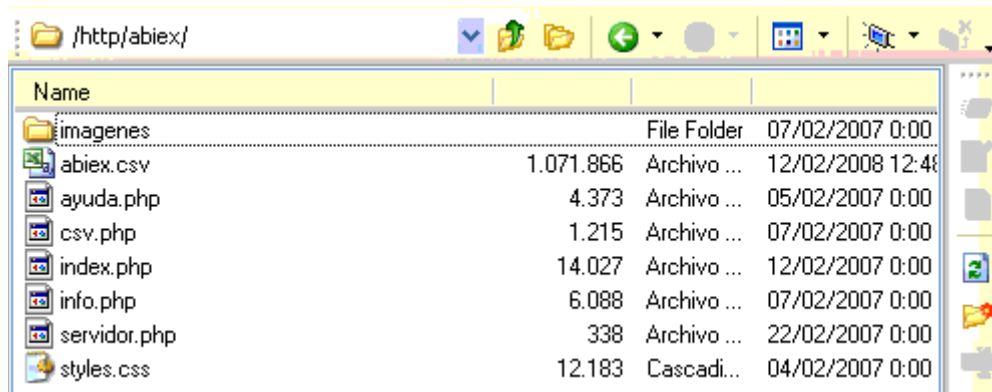 /http/abiex/
Name
imagenes File Folder 07/02/2007 0:00
abiex.csv 1.071.866 Archivo ... 12/02/2008 12:48
ayuda.php 4.373 Archivo ... 05/02/2007 0:00
csv.php 1.215 Archivo ... 07/02/2007 0:00
index.php 14.027 Archivo ... 12/02/2007 0:00
info.php 6.088 Archivo ... 07/02/2007 0:00
servidor.php 338 Archivo ... 22/02/2007 0:00
styles.css 12.183 Cascadi... 04/02/2007 0:00